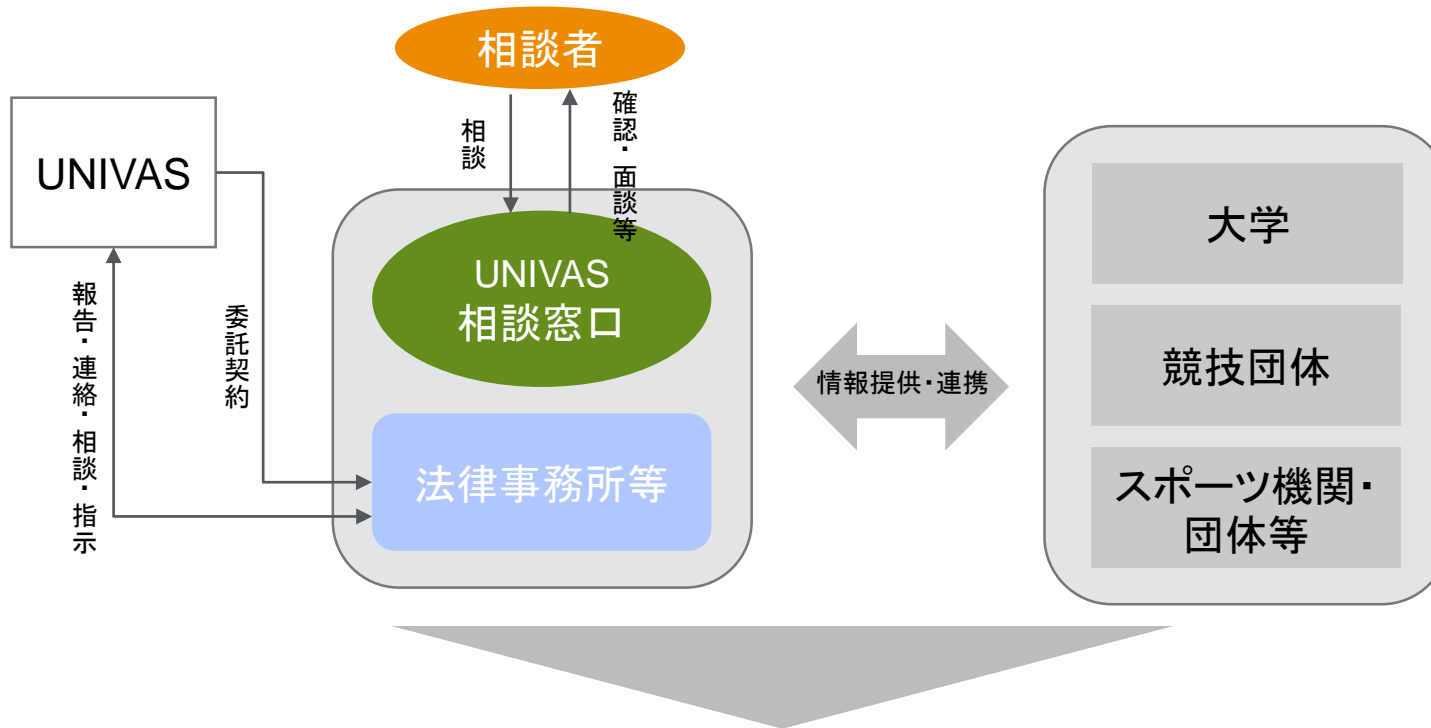 相談者
相談
確認・面談等
UNIVAS
UNIVAS
相談窓口
法律事務所等
委託契約
報告・連絡・相談・指示
情報提供・連携
大学
競技団体
スポーツ機関・
団体等